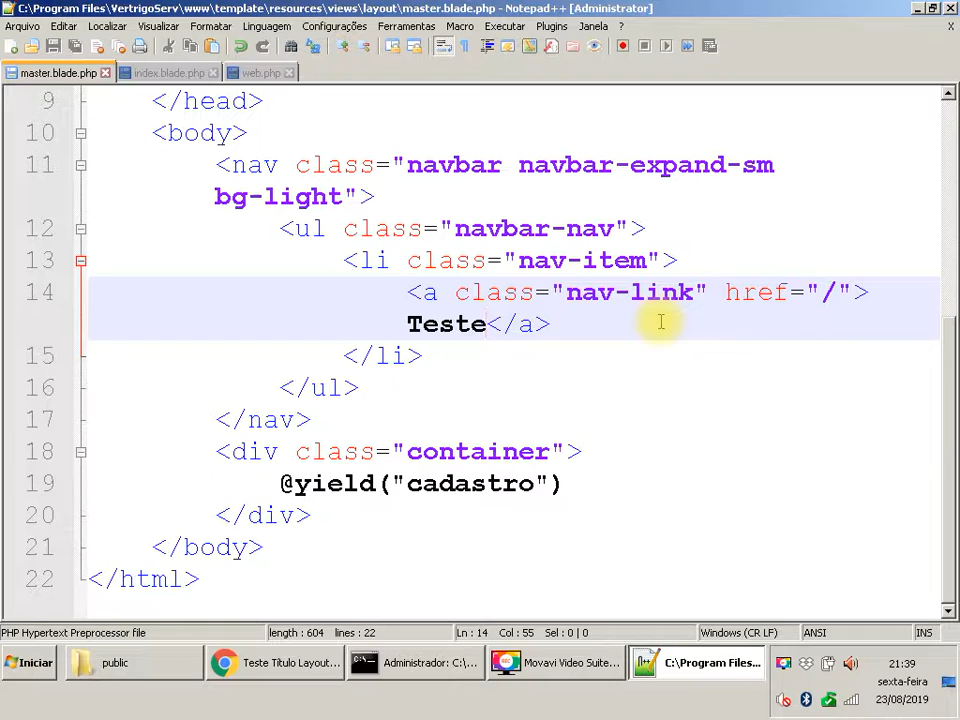 C:\Program Files\VertrigoServ\www\template\resources\views\layout\master.blade.php - Notepad++ [Administrador]
Arquivo Editar Localizar Visualizar Formatar Linguagem Configurações Ferramentas Macro Executar Plugins Janela ? X
master.blade.php index.blade.php web.php
9 </head>
10 <body>
11 <nav class="navbar navbar-expand-sm
bg-light">
12 <ul class="navbar-nav">
13 <li class="nav-item">
14 <a class="nav-link" href="/">
Teste</a>
15 </li>
16 </ul>
17 </nav>
18 <div class="container">
19 @yield("cadastro")
20 </div>
21 </body>
22 </html>
PHP Hypertext Preprocessor file length : 604 lines : 22 Ln : 14 Col : 55 Sel : 0 | 0 Windows (CR LF) ANSI INS
Iniciar public Teste Título Layout... Administrador: C:\... Movavi Video Suite... C:\Program Files... 21:39
sexta-feira
23/08/2019